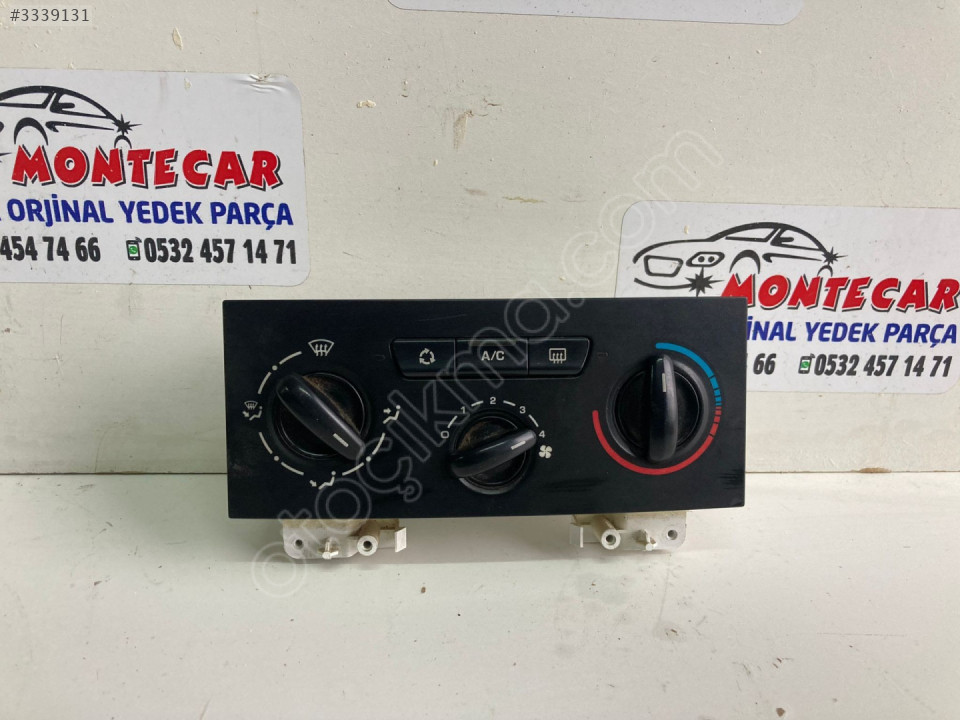 #3339131
MONTECAR
ORJİNAL YEDEK PARÇA
454 74 66 0532 457 14 71
MONTECAR
JİNAL YEDEK PARÇA
66 0532 457 14 71
otoçıkma.com
A/C
0 1 2 3 4